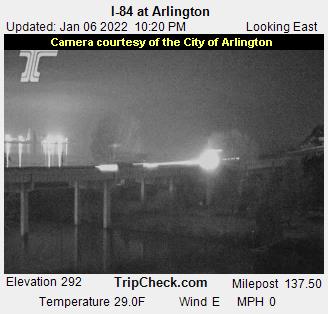 I-84 at Arlington
Updated: Jan 06 2022 10:20 PM Looking East
Camera courtesy of the City of Arlington
Elevation 292 TripCheck.com Milepost 137.50
Temperature 29.0F Wind E MPH 0